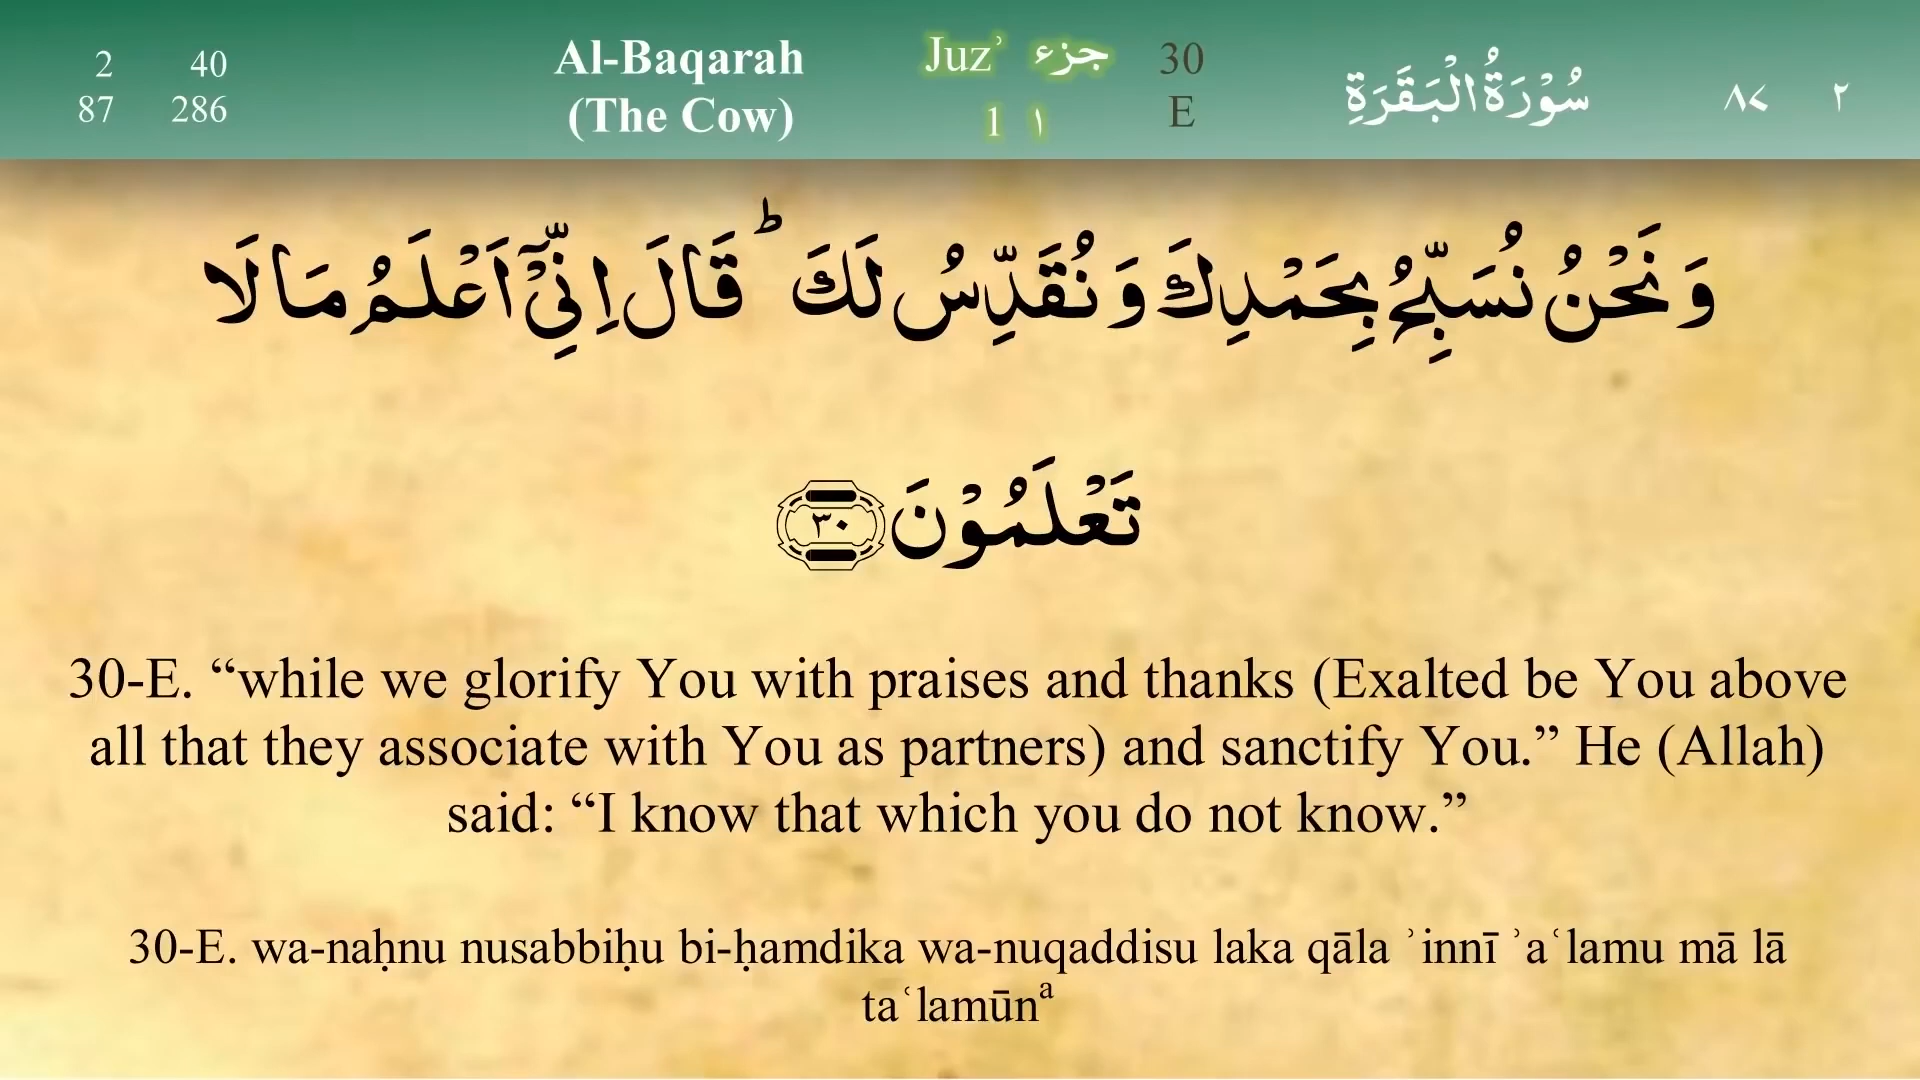 2 40
87 286
Al-Baqarah
(The Cow)
Juzʾ جزء
1 ١
30
E
سُوْرَةُ الْبَقَرَةِ
٨٧ ٢
وَنَحْنُ نُسَبِّحُ بِحَمْدِكَ وَنُقَدِّسُ لَكَ ؕ قَالَ اِنِّىْٓ اَعْلَمُ مَا لَا
تَعْلَمُوْنَ ٣٠
30-E. “while we glorify You with praises and thanks (Exalted be You above
all that they associate with You as partners) and sanctify You.” He (Allah)
said: “I know that which you do not know.”
30-E. wa-naḥnu nusabbiḥu bi-ḥamdika wa-nuqaddisu laka qāla ʾinnī ʾaʿlamu mā lā
taʿlamūnᵃ